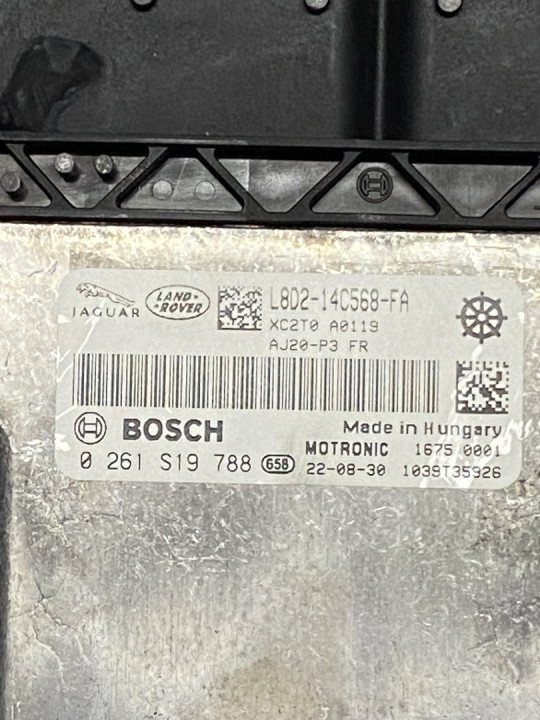 JAGUAR
LAND-
-ROVER
L8D2-14C568-FA
XC2T0 A0119
AJ20-P3 FR
BOSCH
Made in Hungary
MOTRONIC 1675 0001
0 261 S19 788 658 22-08-30 1039T35926